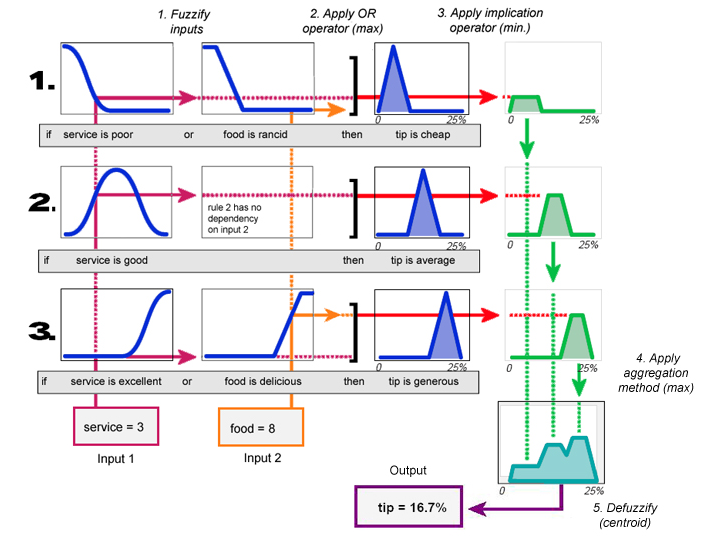 1. Fuzzify
inputs
2. Apply OR
operator (max)
3. Apply implication
operator (min.)
1.
0
25%
0
25%
if service is poor or food is rancid then tip is cheap
2.
rule 2 has no
dependency
on input 2
0
25%
0
25%
if service is good then tip is average
3.
0
25%
0
25%
if service is excellent or food is delicious then tip is generous
4. Apply
aggregation
method (max)
service = 3
food = 8
Input 1
Input 2
0
25%
Output
tip = 16.7%
5. Defuzzify
(centroid)